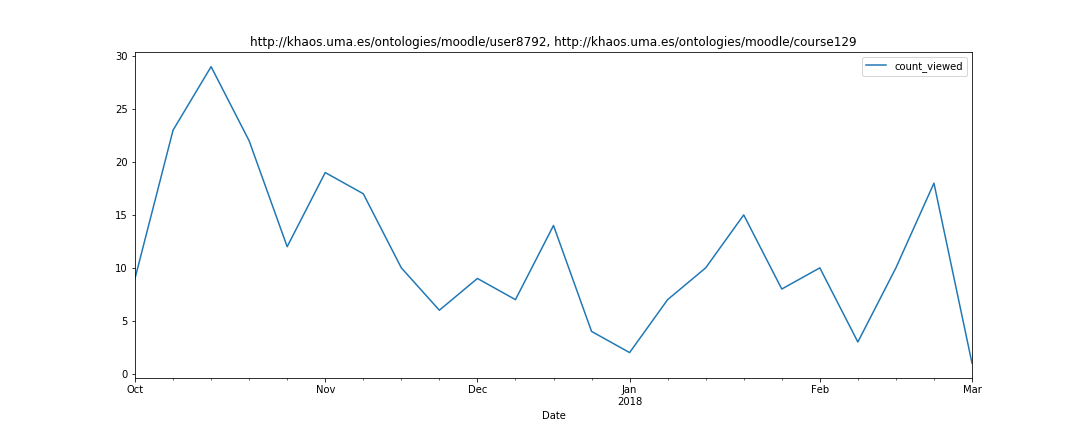 http://khaos.uma.es/ontologies/moodle/user8792, http://khaos.uma.es/ontologies/moodle/course129
count_viewed
30
25
20
15
10
5
0
Oct Nov Dec Jan Feb Mar
2018
Date